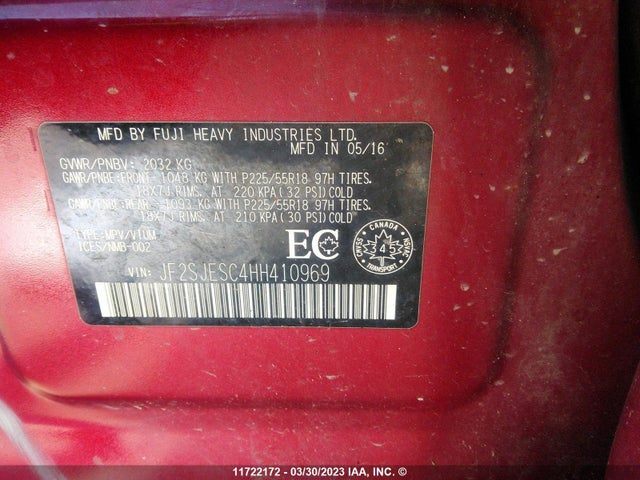 MFD BY FUJI HEAVY INDUSTRIES LTD.
MFD IN 05/16
GVWR/PNBV: 2032 KG
GAWR/PNBE-FRONT: 1048 KG WITH P225/55R18 97H TIRES.
18X7J RIMS. AT 220 KPA (32 PSI) COLD
GAWR/PNBE-REAR: 1093 KG WITH P225/55R18 97H TIRES.
18X7J RIMS. AT 210 KPA (30 PSI) COLD
TYPE-MPV/VTUM
ICES/NMB-002
EC
CANADA
CMVSS
NSVAC
345
TRANSPORT
VIN: JF2SJESC4HH410969
11722172 - 03/30/2023 IAA, INC. ©